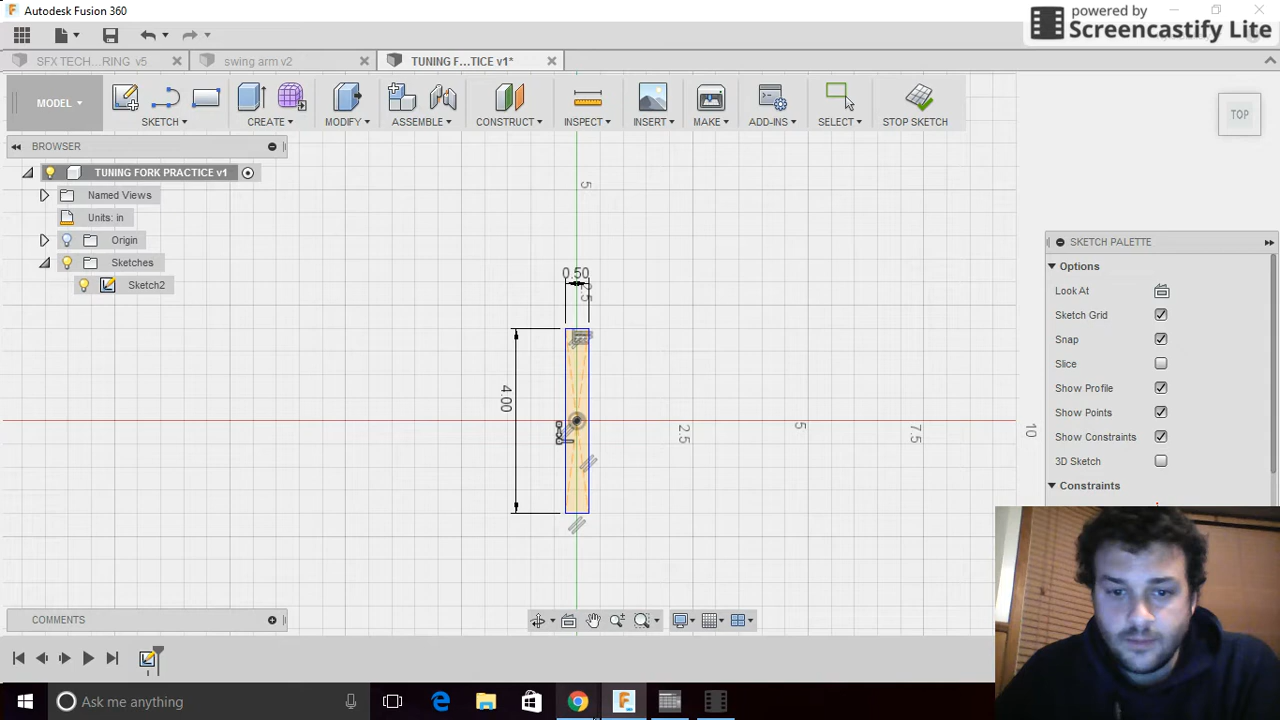 Autodesk Fusion 360
powered by
Screencastify Lite
SFX TECH...RING v5
swing arm v2
TUNING F...TICE v1*
MODEL
SKETCH
CREATE
MODIFY
ASSEMBLE
CONSTRUCT
INSPECT
INSERT
MAKE
ADD-INS
SELECT
STOP SKETCH
TOP
BROWSER
TUNING FORK PRACTICE v1
Named Views
Units: in
Origin
Sketches
Sketch2
5
0.50
2.5
4.00
2.5
5
7.5
10
SKETCH PALETTE
Options
Look At
Sketch Grid
Snap
Slice
Show Profile
Show Points
Show Constraints
3D Sketch
Constraints
COMMENTS
Ask me anything